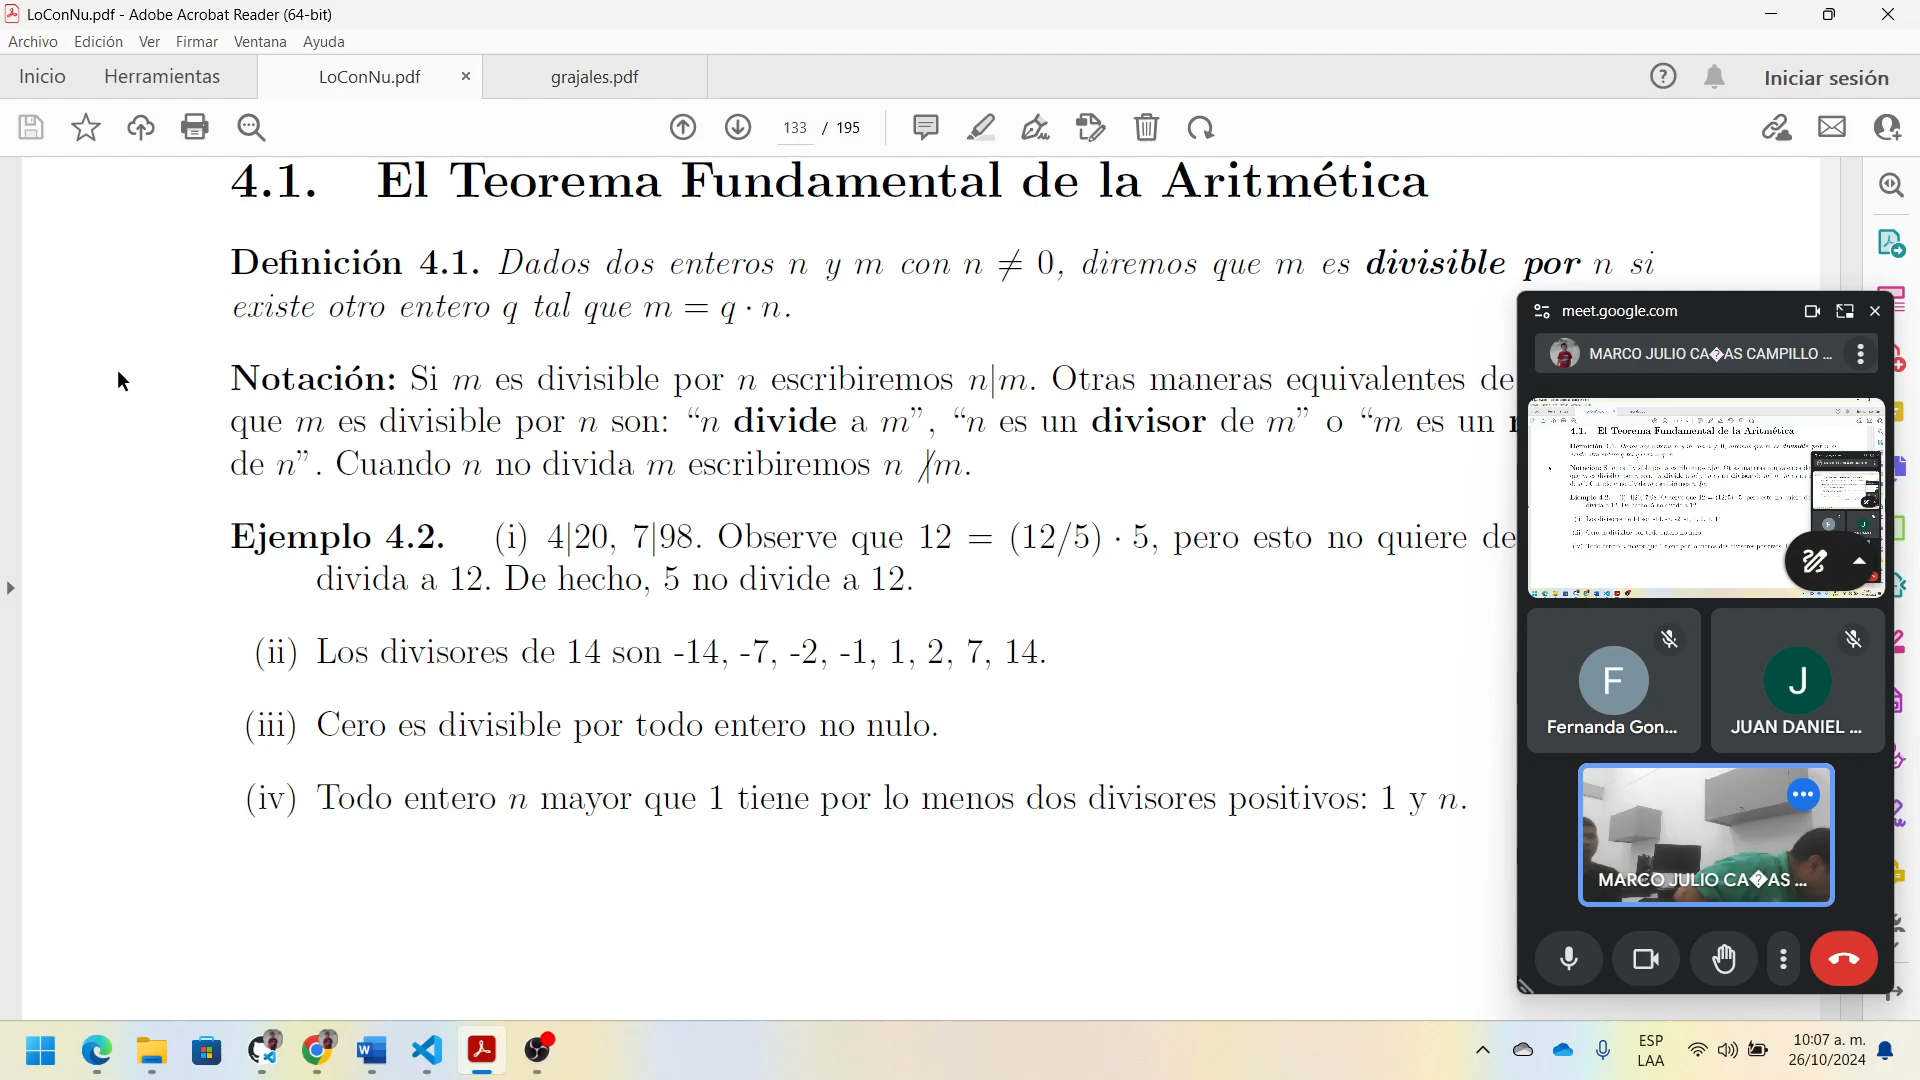 LoConNu.pdf - Adobe Acrobat Reader (64-bit)
Archivo Edición Ver Firmar Ventana Ayuda
Inicio Herramientas LoConNu.pdf × grajales.pdf Iniciar sesión
133 / 195
4.1. El Teorema Fundamental de la Aritmética
Definición 4.1. Dados dos enteros n y m con n ≠ 0, diremos que m es divisible por n si
existe otro entero q tal que m = q · n.
Notación: Si m es divisible por n escribiremos n|m. Otras maneras equivalentes de
que m es divisible por n son: “n divide a m”, “n es un divisor de m” o “m es un
de n”. Cuando n no divida m escribiremos n ∤m.
Ejemplo 4.2. (i) 4|20, 7|98. Observe que 12 = (12/5) · 5, pero esto no quiere de
divida a 12. De hecho, 5 no divide a 12.
(ii) Los divisores de 14 son -14, -7, -2, -1, 1, 2, 7, 14.
(iii) Cero es divisible por todo entero no nulo.
(iv) Todo entero n mayor que 1 tiene por lo menos dos divisores positivos: 1 y n.
meet.google.com
MARCO JULIO CA�AS CAMPILLO ...
4.1. El Teorema Fundamental de la Aritmética
F
Fernanda Gon...
J
JUAN DANIEL ...
MARCO JULIO CA�AS ...
ESP
LAA
10:07 a. m.
26/10/2024